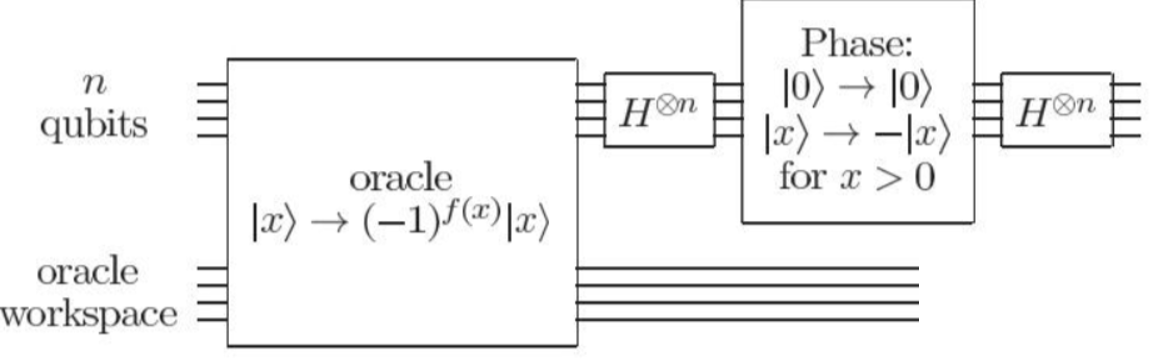 n
qubits
oracle
|x⟩ → (−1)^{f(x)}|x⟩
oracle
workspace
H^{⊗n}
Phase:
|0⟩ → |0⟩
|x⟩ → −|x⟩
for x > 0
H^{⊗n}